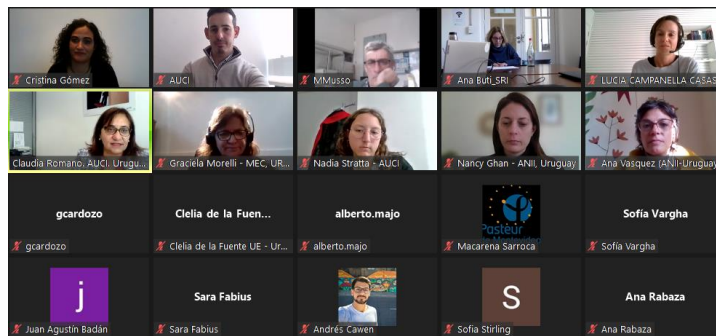 Cristina Gómez
AUCI
MMusso
Ana Buti_SRI
LUCIA CAMPANELLA CASAS
Claudia Romano. AUCI. Urugu...
Graciela Morelli - MEC, UR...
Nadia Stratta - AUCI
Nancy Ghan - ANII, Uruguay
Ana Vasquez (ANII-Uruguay
gcardozo
Clelia de la Fuen...
alberto.majo
Pasteur
Sofía Vargha
gcardozo
Clelia de la Fuente UE - Ur...
alberto.majo
Macarena Sarroca
Sofía Vargha
j
Sara Fabius
S
Ana Rabaza
Juan Agustín Badán
Sara Fabius
Andrés Cawen
Sofia Stirling
Ana Rabaza